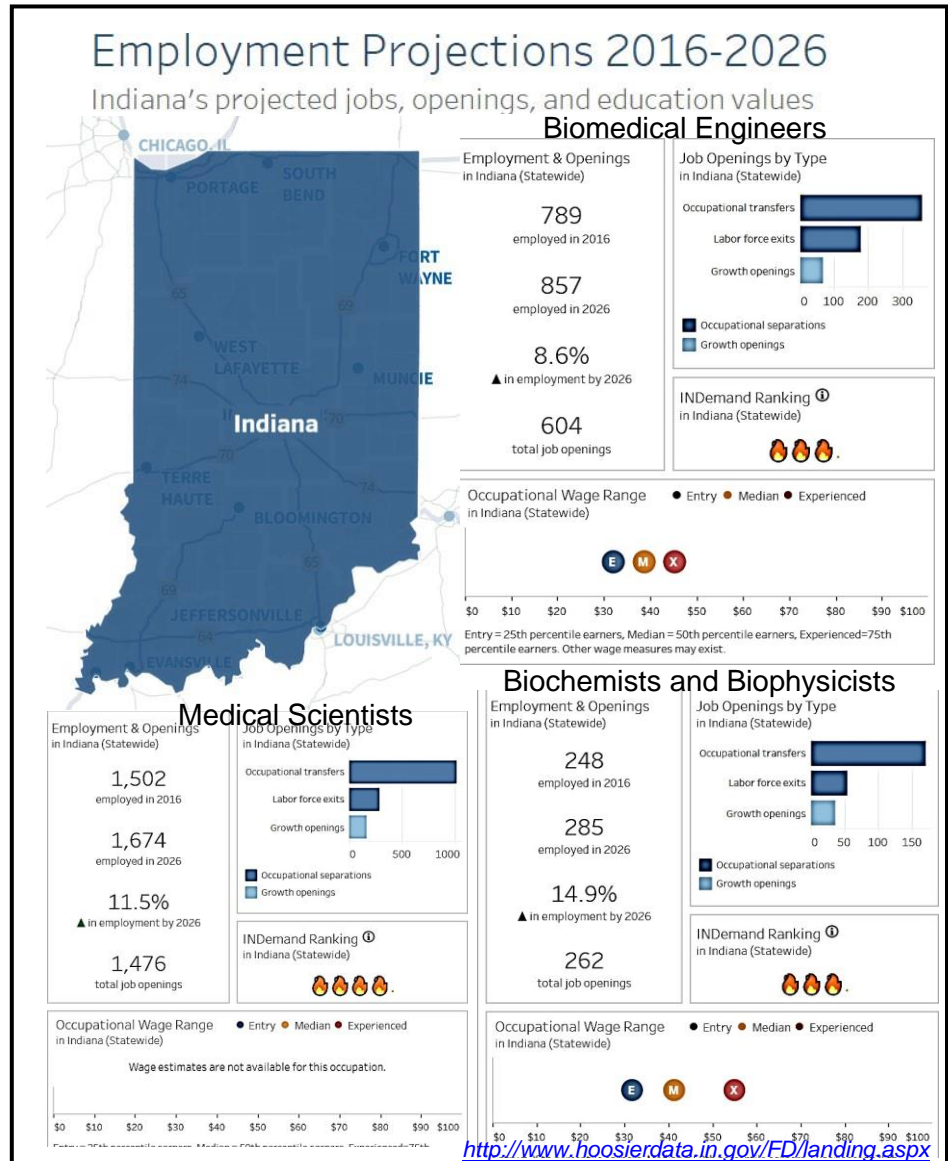 Employment Projections 2016-2026
Indiana's projected jobs, openings, and education values
CHICAGO, IL
PORTAGE
SOUTH
BEND
FORT
WAYNE
65
69
WEST
LAFAYETTE
74
MUNCIE
70
Indiana
70
TERRE
HAUTE
74
BLOOMINGTON
65
69
JEFFERSONVILLE
64
LOUISVILLE, KY
EVANSVILLE
Biomedical Engineers
Employment & Openings
in Indiana (Statewide)
789
employed in 2016
857
employed in 2026
8.6%
▲ in employment by 2026
604
total job openings
Job Openings by Type
in Indiana (Statewide)
Occupational transfers
Labor force exits
Growth openings
0 100 200 300
Occupational separations
Growth openings
INDemand Ranking
in Indiana (Statewide)
Occupational Wage Range ● Entry ● Median ● Experienced
in Indiana (Statewide)
E M X
$0 $10 $20 $30 $40 $50 $60 $70 $80 $90 $100
Entry = 25th percentile earners, Median = 50th percentile earners, Experienced=75th
percentile earners. Other wage measures may exist.
Medical Scientists
Employment & Openings
in Indiana (Statewide)
1,502
employed in 2016
1,674
employed in 2026
11.5%
▲ in employment by 2026
1,476
total job openings
Job Openings by Type
in Indiana (Statewide)
Occupational transfers
Labor force exits
Growth openings
0 500 1000
Occupational separations
Growth openings
INDemand Ranking
in Indiana (Statewide)
Occupational Wage Range ● Entry ● Median ● Experienced
in Indiana (Statewide)
Wage estimates are not available for this occupation.
$0 $10 $20 $30 $40 $50 $60 $70 $80 $90 $100
Biochemists and Biophysicists
Employment & Openings
in Indiana (Statewide)
248
employed in 2016
285
employed in 2026
14.9%
▲ in employment by 2026
262
total job openings
Job Openings by Type
in Indiana (Statewide)
Occupational transfers
Labor force exits
Growth openings
0 50 100 150
Occupational separations
Growth openings
INDemand Ranking
in Indiana (Statewide)
Occupational Wage Range ● Entry ● Median ● Experienced
in Indiana (Statewide)
E M X
$0 $10 $20 $30 $40 $50 $60 $70 $80 $90 $100
http://www.hoosierdata.in.gov/FD/landing.aspx